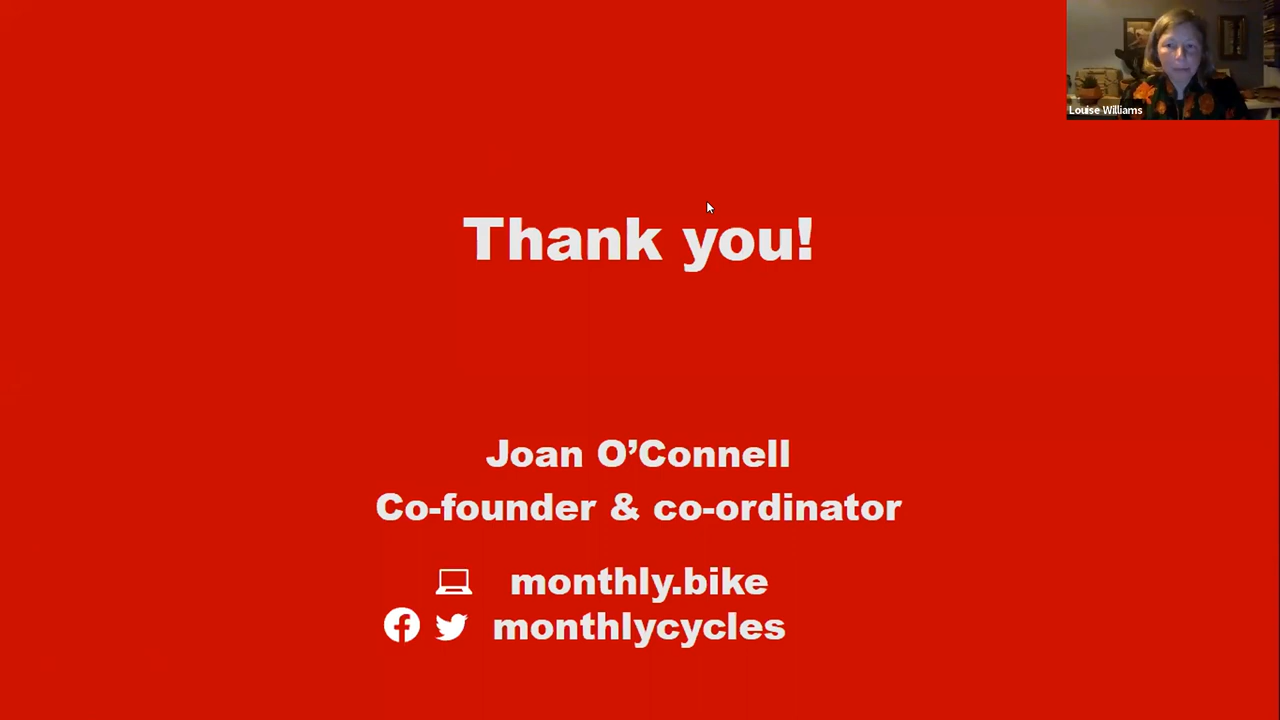 Louise Williams
Thank you!
Joan O’Connell
Co-founder & co-ordinator
monthly.bike
monthlycycles